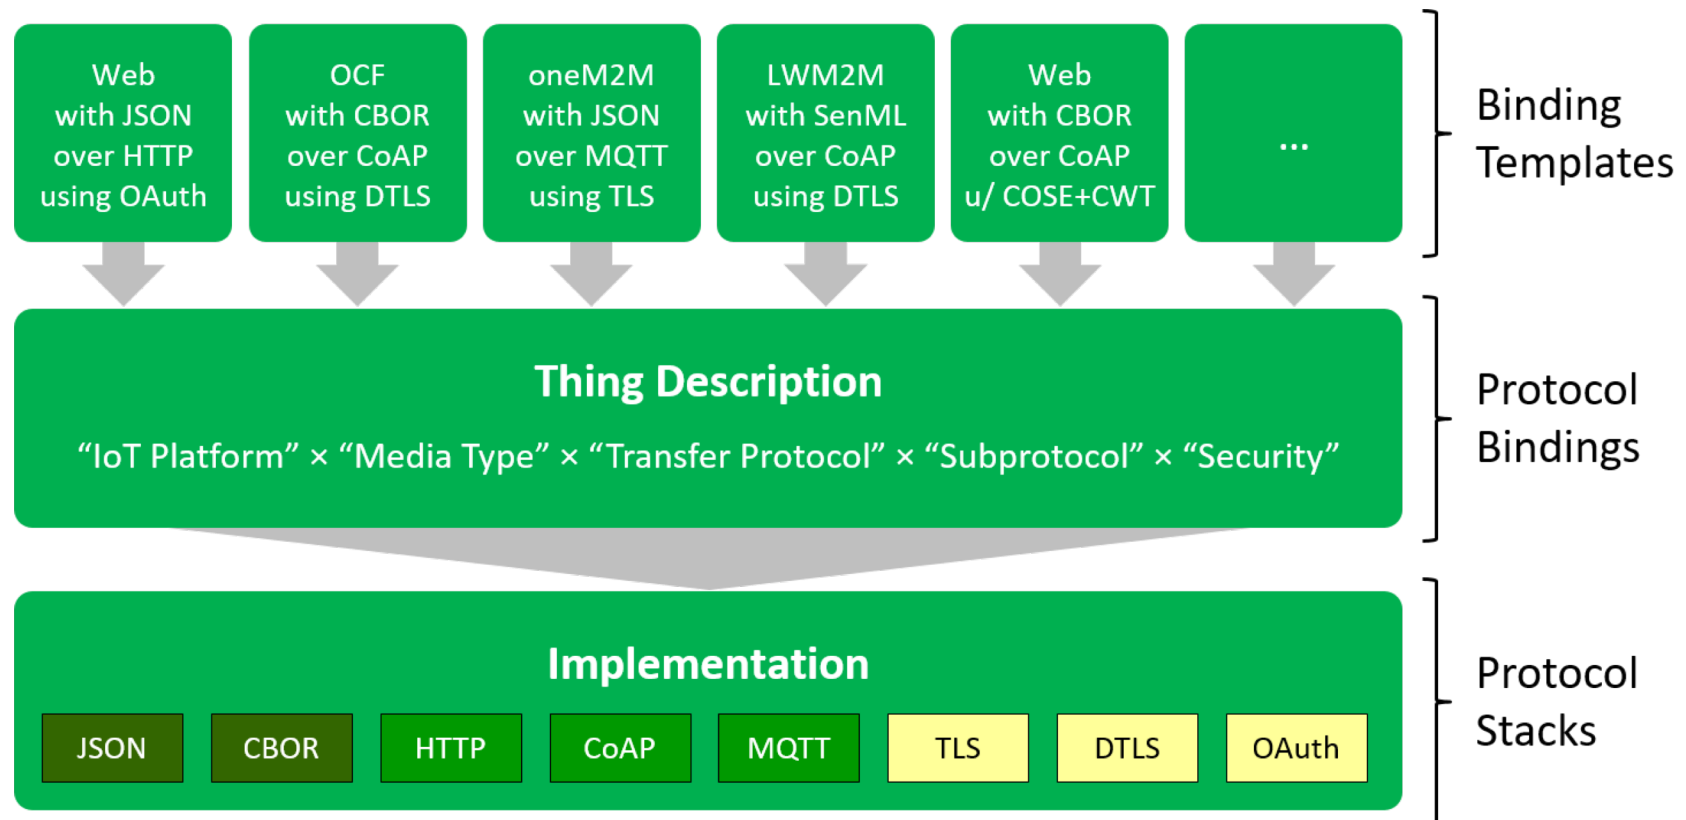 Web
with JSON
over HTTP
using OAuth
OCF
with CBOR
over CoAP
using DTLS
oneM2M
with JSON
over MQTT
using TLS
LWM2M
with SenML
over CoAP
using DTLS
Web
with CBOR
over CoAP
u/ COSE+CWT
...
Binding
Templates
Thing Description
“IoT Platform” × “Media Type” × “Transfer Protocol” × “Subprotocol” × “Security”
Protocol
Bindings
Implementation
JSON
CBOR
HTTP
CoAP
MQTT
TLS
DTLS
OAuth
Protocol
Stacks